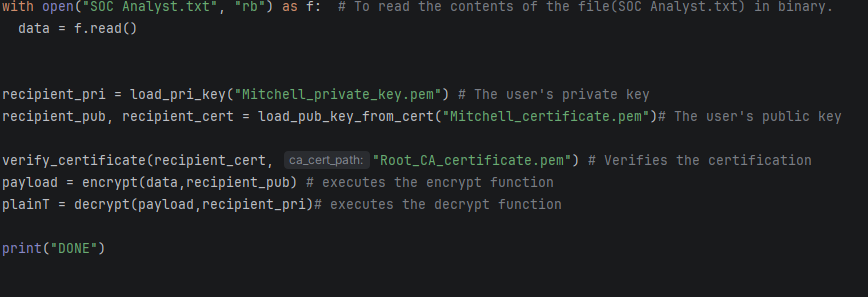 with open("SOC Analyst.txt", "rb") as f:  # To read the contents of the file(SOC Analyst.txt) in binary.
  data = f.read()
recipient_pri = load_pri_key("Mitchell_private_key.pem") # The user's private key
recipient_pub, recipient_cert = load_pub_key_from_cert("Mitchell_certificate.pem")# The user's public key
verify_certificate(recipient_cert, ca_cert_path: "Root_CA_certificate.pem") # Verifies the certification
payload = encrypt(data,recipient_pub) # executes the encrypt function
plainT = decrypt(payload,recipient_pri)# executes the decrypt function
print("DONE")